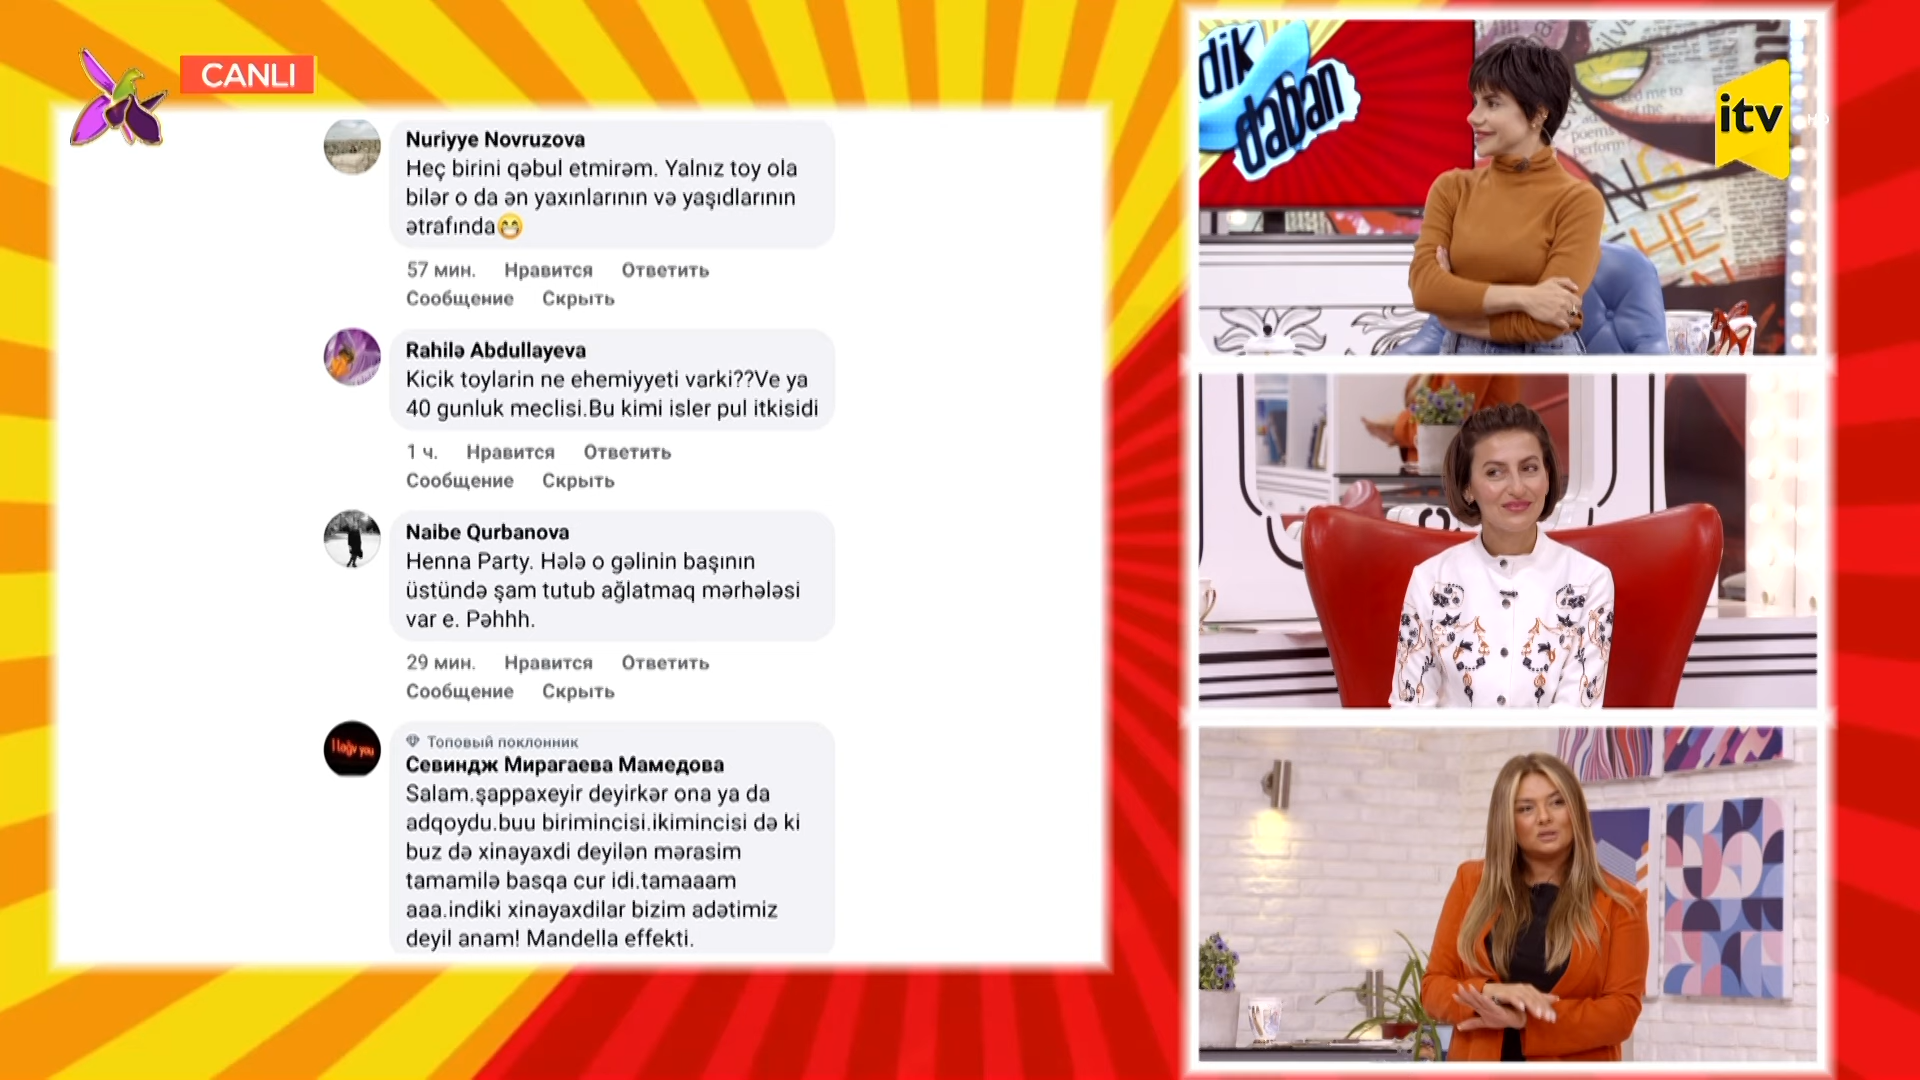 CANLI
Nuriyye Novruzova
Heç birini qəbul etmirəm. Yalnız toy ola
bilər o da ən yaxınlarının və yaşıdlarının
ətrafında😁
57 мин. Нравится Ответить
Сообщение Скрыть
Rahilə Abdullayeva
Kicik toylarin ne ehemiyyeti varki??Ve ya
40 gunluk meclisi.Bu kimi isler pul itkisidi
1 ч. Нравится Ответить
Сообщение Скрыть
Naibe Qurbanova
Henna Party. Hələ o gəlinin başının
üstündə şam tutub ağlatmaq mərhələsi
var e. Pəhhh.
29 мин. Нравится Ответить
Сообщение Скрыть
Топовый поклонник
Севиндж Мирагаева Мамедова
Salam.şappaxeyir deyirkər ona ya da
adqoydu.buu birimincisi.ikimincisi də ki
buz də xinayaxdi deyilən mərasim
tamamilə basqa cur idi.tamaaam
aaa.indiki xinayaxdilar bizim adətimiz
deyil anam! Mandella effekti.
dik
daban
itv
HD